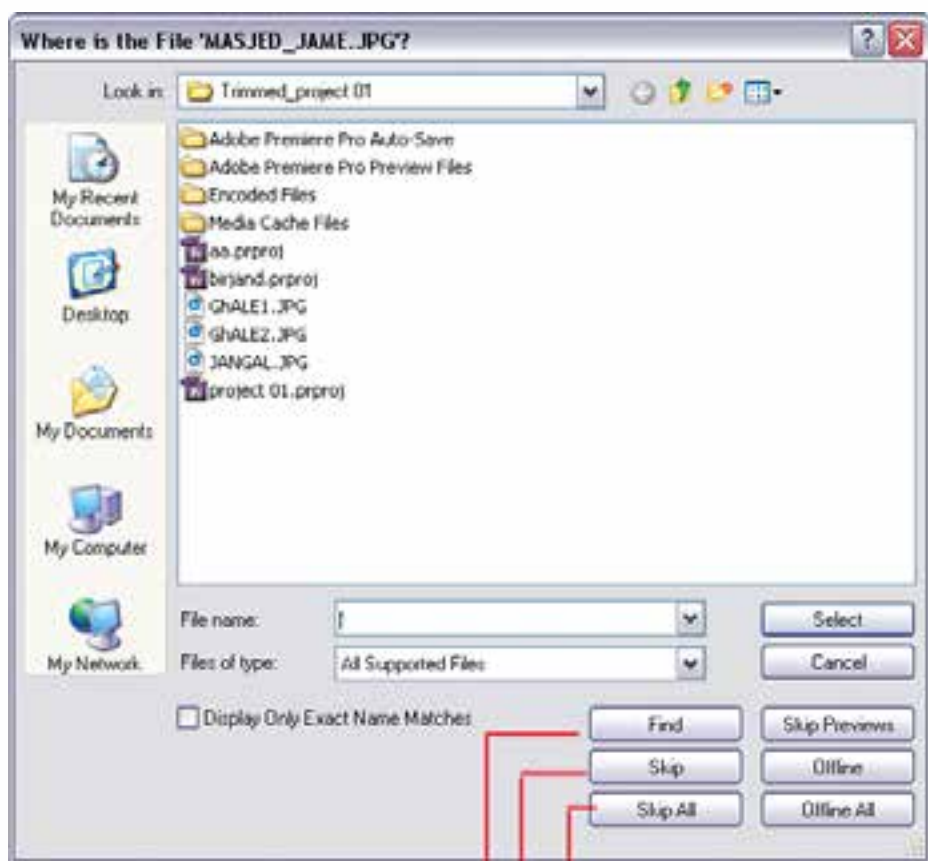 Where is the File 'MASJED_JAME.JPG'?
Look in: Trimmed_project 01
Adobe Premiere Pro Auto-Save
Adobe Premiere Pro Preview Files
Encoded Files
Media Cache Files
aa.prproj
birjand.prproj
GhALE1.JPG
GhALE2.JPG
JANGAL.JPG
project 01.prproj
My Recent
Documents
Desktop
My Documents
My Computer
My Network
File name:
Select
Files of type: All Supported Files
Cancel
Display Only Exact Name Matches
Find
Skip Previews
Skip
Offline
Skip All
Offline All